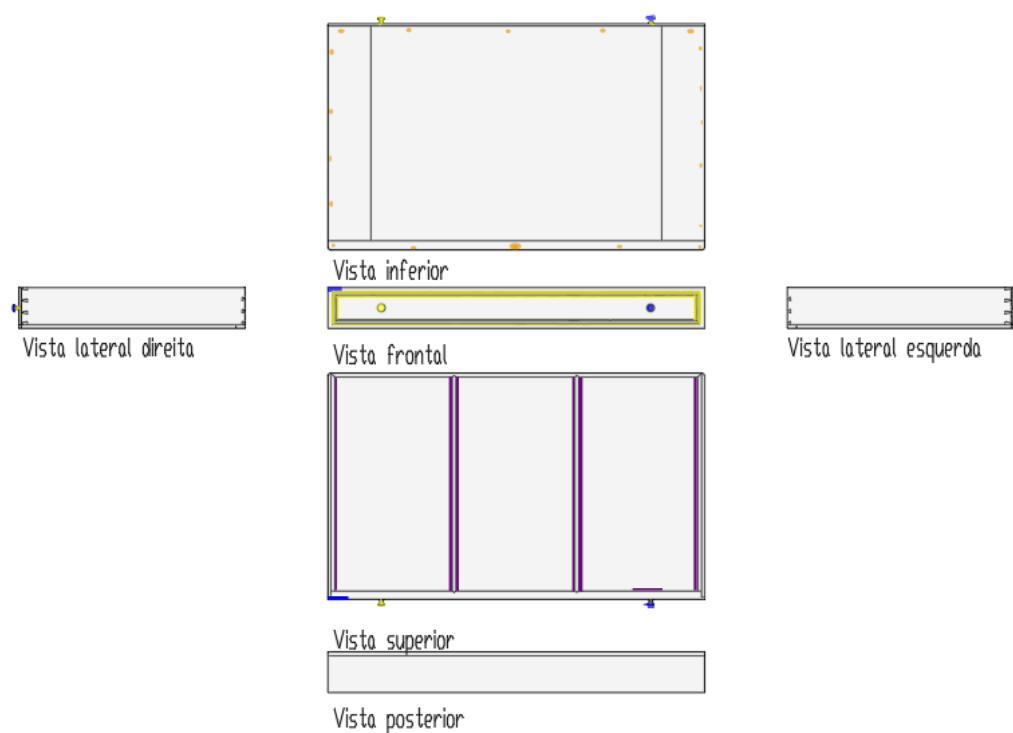 Vista inferior
Vista lateral direita
Vista frontal
Vista lateral esquerda
Vista superior
Vista posterior